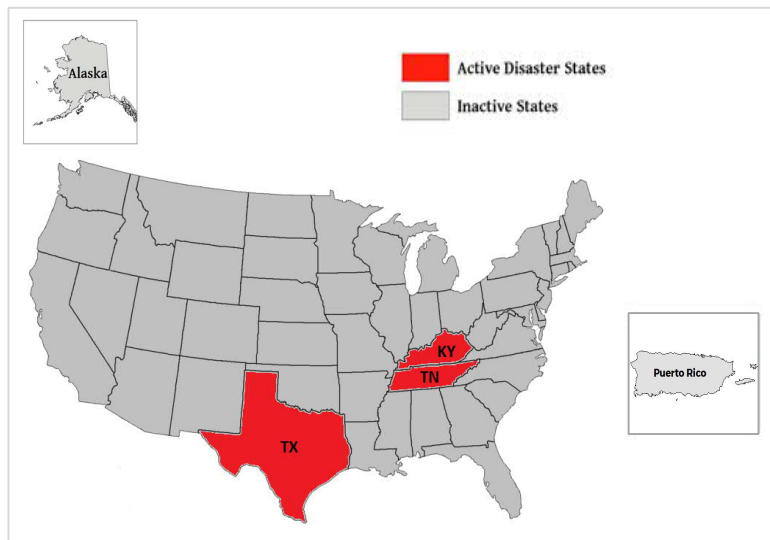 Alaska
Active Disaster States
Inactive States
KY
TN
TX
Puerto Rico